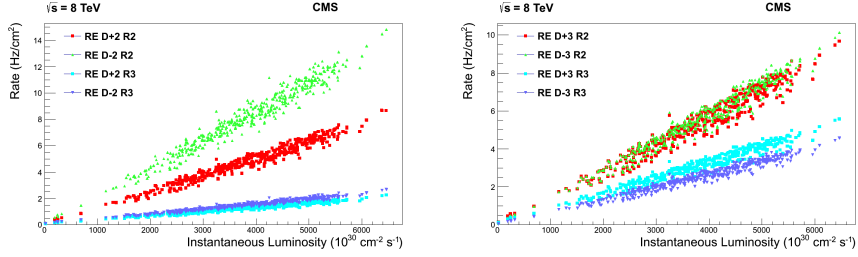 √s = 8 TeV CMS
Rate (Hz/cm²)
14
12
10
8
6
4
2
0
RE D+2 R2
RE D-2 R2
RE D+2 R3
RE D-2 R3
0 1000 2000 3000 4000 5000 6000
Instantaneous Luminosity (10³⁰ cm⁻² s⁻¹)
√s = 8 TeV CMS
Rate (Hz/cm²)
10
8
6
4
2
0
RE D+3 R2
RE D-3 R2
RE D+3 R3
RE D-3 R3
0 1000 2000 3000 4000 5000 6000
Instantaneous Luminosity (10³⁰ cm⁻² s⁻¹)